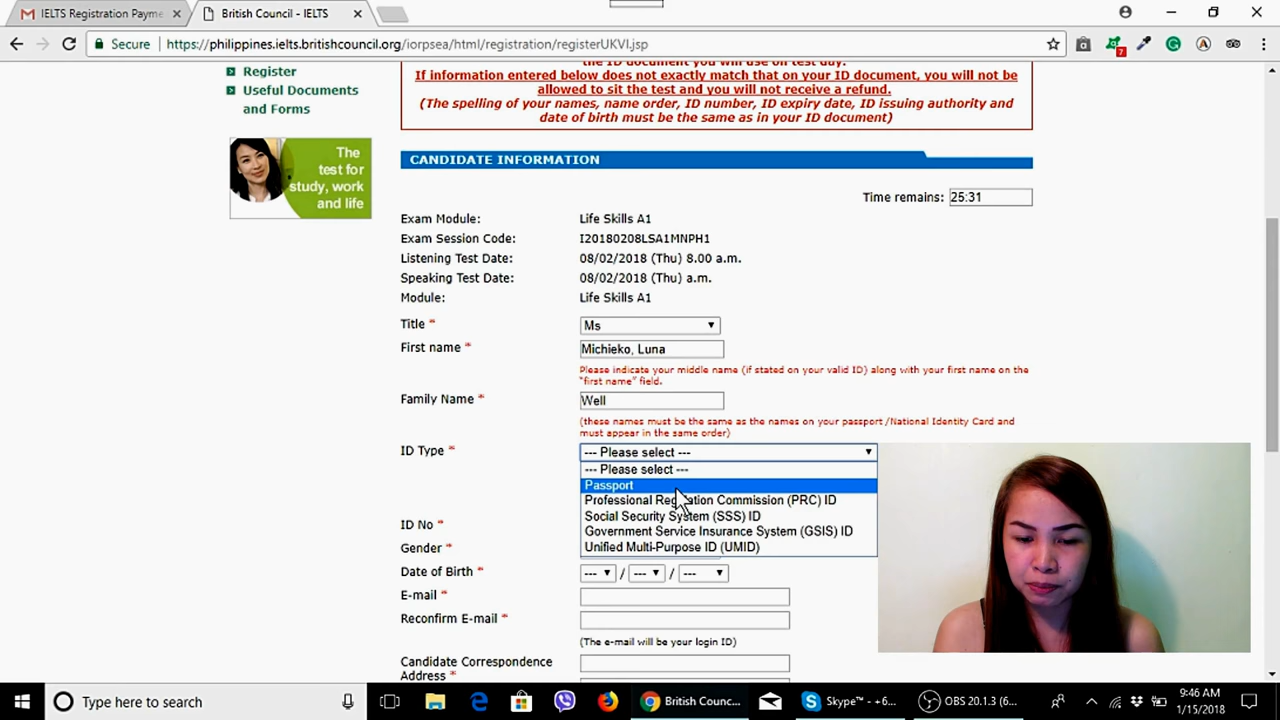 IELTS Registration Payme
British Council - IELTS
Secure
https://philippines.ielts.britishcouncil.org/iorpsea/html/registration/registerUKVI.jsp
7
Register
Useful Documents
and Forms
The
test for
study, work
and life
the ID document you will use on test day.
If information entered below does not exactly match that on your ID document, you will not be
allowed to sit the test and you will not receive a refund.
(The spelling of your names, name order, ID number, ID expiry date, ID issuing authority and
date of birth must be the same as in your ID document)
CANDIDATE INFORMATION
Time remains: 25:31
Exam Module: Life Skills A1
Exam Session Code: I20180208LSA1MNPH1
Listening Test Date: 08/02/2018 (Thu) 8.00 a.m.
Speaking Test Date: 08/02/2018 (Thu) a.m.
Module: Life Skills A1
Title * Ms
First name * Michieko, Luna
Please indicate your middle name (if stated on your valid ID) along with your first name on the
"first name" field.
Family Name * Well
(these names must be the same as the names on your passport /National Identity Card and
must appear in the same order)
ID Type * --- Please select ---
--- Please select ---
Passport
Professional Regulation Commission (PRC) ID
Social Security System (SSS) ID
Government Service Insurance System (GSIS) ID
Unified Multi-Purpose ID (UMID)
ID No *
Gender *
Date of Birth * --- / --- / ---
E-mail *
Reconfirm E-mail *
(The e-mail will be your login ID)
Candidate Correspondence
Address *
Type here to search
British Counc...
Skype™ - +6...
OBS 20.1.3 (6...
9:46 AM
1/15/2018